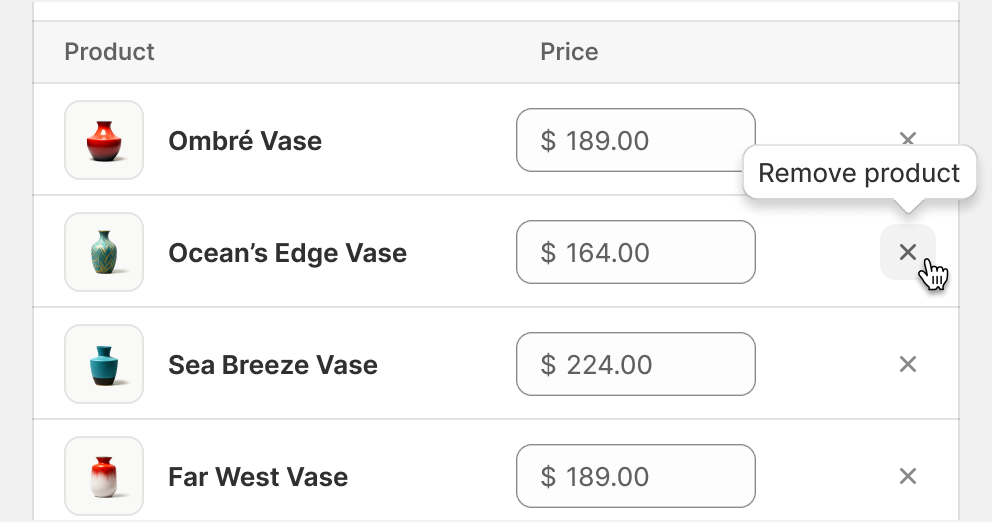 Product Price
Ombré Vase $ 189.00
Remove product
Ocean’s Edge Vase $ 164.00
Sea Breeze Vase $ 224.00
Far West Vase $ 189.00